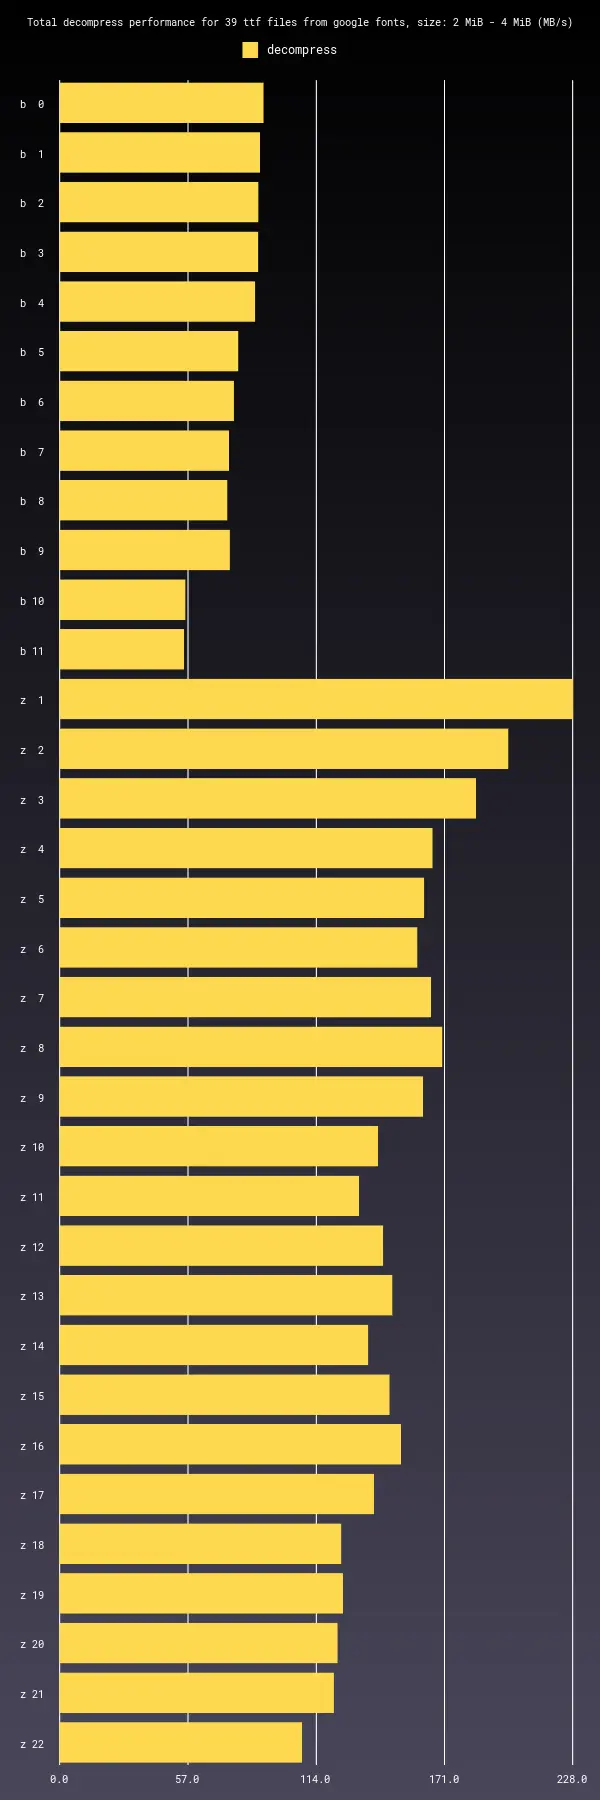 Total decompress performance for 39 ttf files from google fonts, size: 2 MiB - 4 MiB (MB/s)
decompress
b 0
b 1
b 2
b 3
b 4
b 5
b 6
b 7
b 8
b 9
b 10
b 11
z 1
z 2
z 3
z 4
z 5
z 6
z 7
z 8
z 9
z 10
z 11
z 12
z 13
z 14
z 15
z 16
z 17
z 18
z 19
z 20
z 21
z 22
0.0 57.0 114.0 171.0 228.0